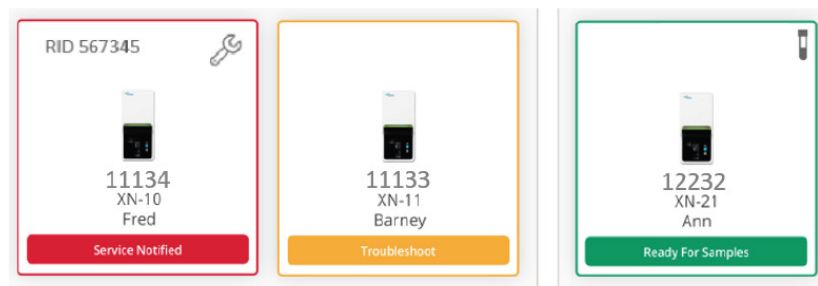 RID 567345
11134
XN-10
Fred
Service Notified
11133
XN-11
Barney
Troubleshoot
12232
XN-21
Ann
Ready For Samples